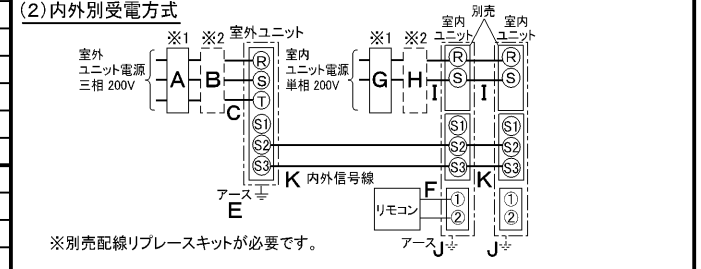 (2)内外別受電方式
※1 ※2 室外ユニット
室外
ユニット電源
三相 200V
A B C
R
S
T
S1
S2
S3
アース
E
※1 ※2
室内
ユニット電源
単相 200V
G H I I
別売
室内
ユニット
室内
ユニット
R R
S S
S1 S1
S2 S2
S3 S3
K 内外信号線 K
リモコン F
① ①
② ②
アース J J
※別売配線リプレースキットが必要です。